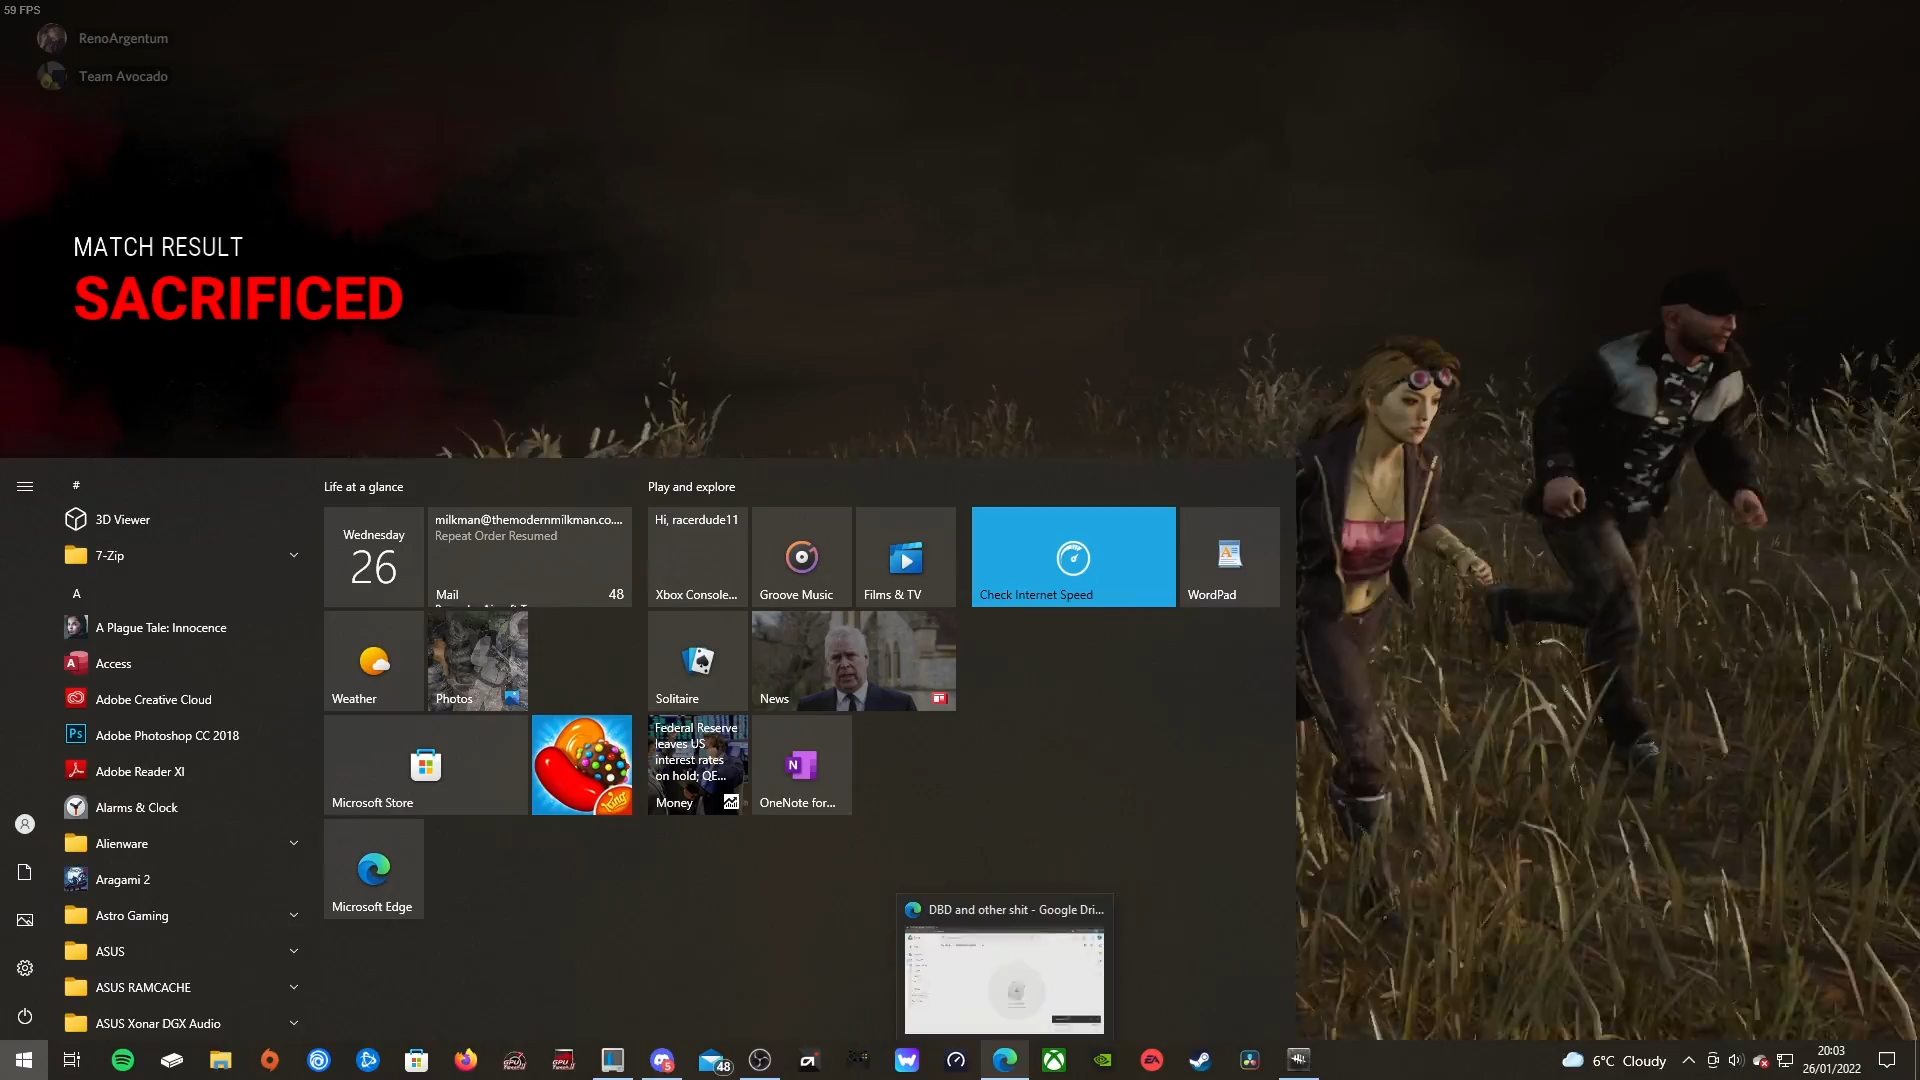 59 FPS
RenoArgentum
Team Avocado
MATCH RESULT
SACRIFICED
#
3D Viewer
7-Zip
A
A Plague Tale: Innocence
Access
Adobe Creative Cloud
Adobe Photoshop CC 2018
Adobe Reader XI
Alarms & Clock
Alienware
Aragami 2
Astro Gaming
ASUS
ASUS RAMCACHE
ASUS Xonar DGX Audio
Life at a glance
Wednesday
26
milkman@themodernmilkman.co....
Repeat Order Resumed
Mail 48
Weather
Photos
Microsoft Store
King
Microsoft Edge
Play and explore
Hi, racerdude11
Xbox Console...
Groove Music
Films & TV
Solitaire
News
Federal Reserve
leaves US
interest rates
on hold; QE...
Money
N
OneNote for...
Check Internet Speed
WordPad
DBD and other shit - Google Dri...
5
48
EA
6°C Cloudy
20:03
26/01/2022